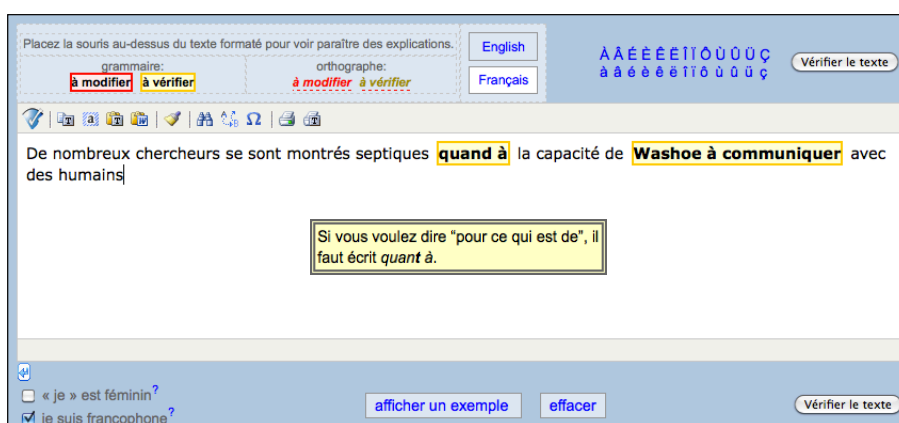 Placez la souris au-dessus du texte formaté pour voir paraître des explications.
grammaire:
à modifier à vérifier
orthographe:
à modifier à vérifier
English
Français
À Â É È Ê Ë Î Ï Ô Ù Û Ü Ç
à â é è ê ë î ï ô ù û ü ç
Vérifier le texte
De nombreux chercheurs se sont montrés septiques quand à la capacité de Washoe à communiquer avec
des humains
Si vous voulez dire “pour ce qui est de”, il
faut écrit quant à.
« je » est féminin?
je suis francophone?
afficher un exemple
effacer
Vérifier le texte